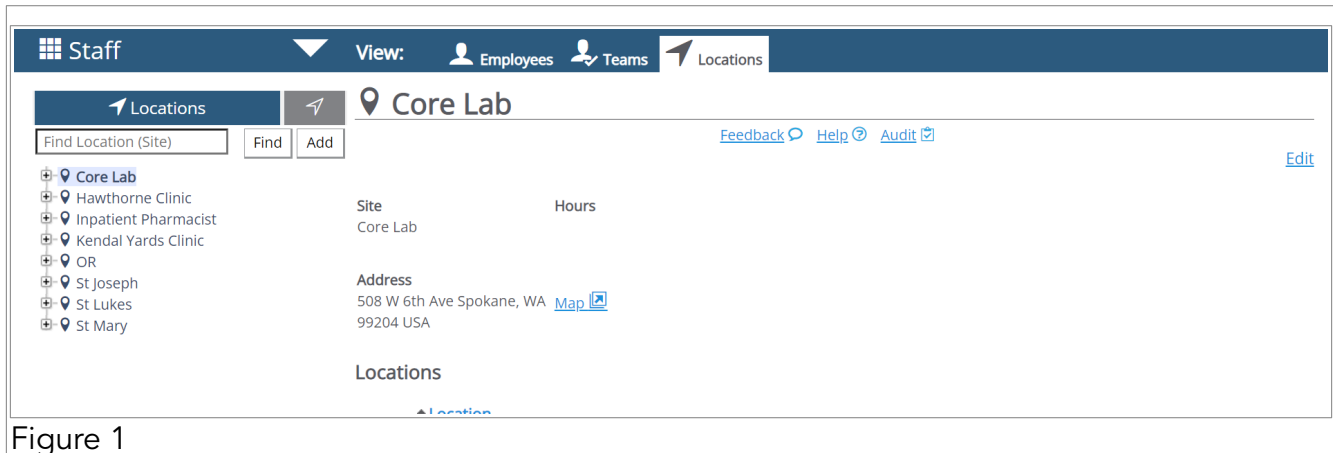 Staff View: Employees Teams Locations
Locations
Core Lab
Find Location (Site) Find Add
Feedback Help Audit
Edit
Core Lab
Hawthorne Clinic
Inpatient Pharmacist
Kendal Yards Clinic
OR
St Joseph
St Lukes
St Mary
Site Hours
Core Lab
Address
508 W 6th Ave Spokane, WA Map
99204 USA
Locations
Location
Figure 1